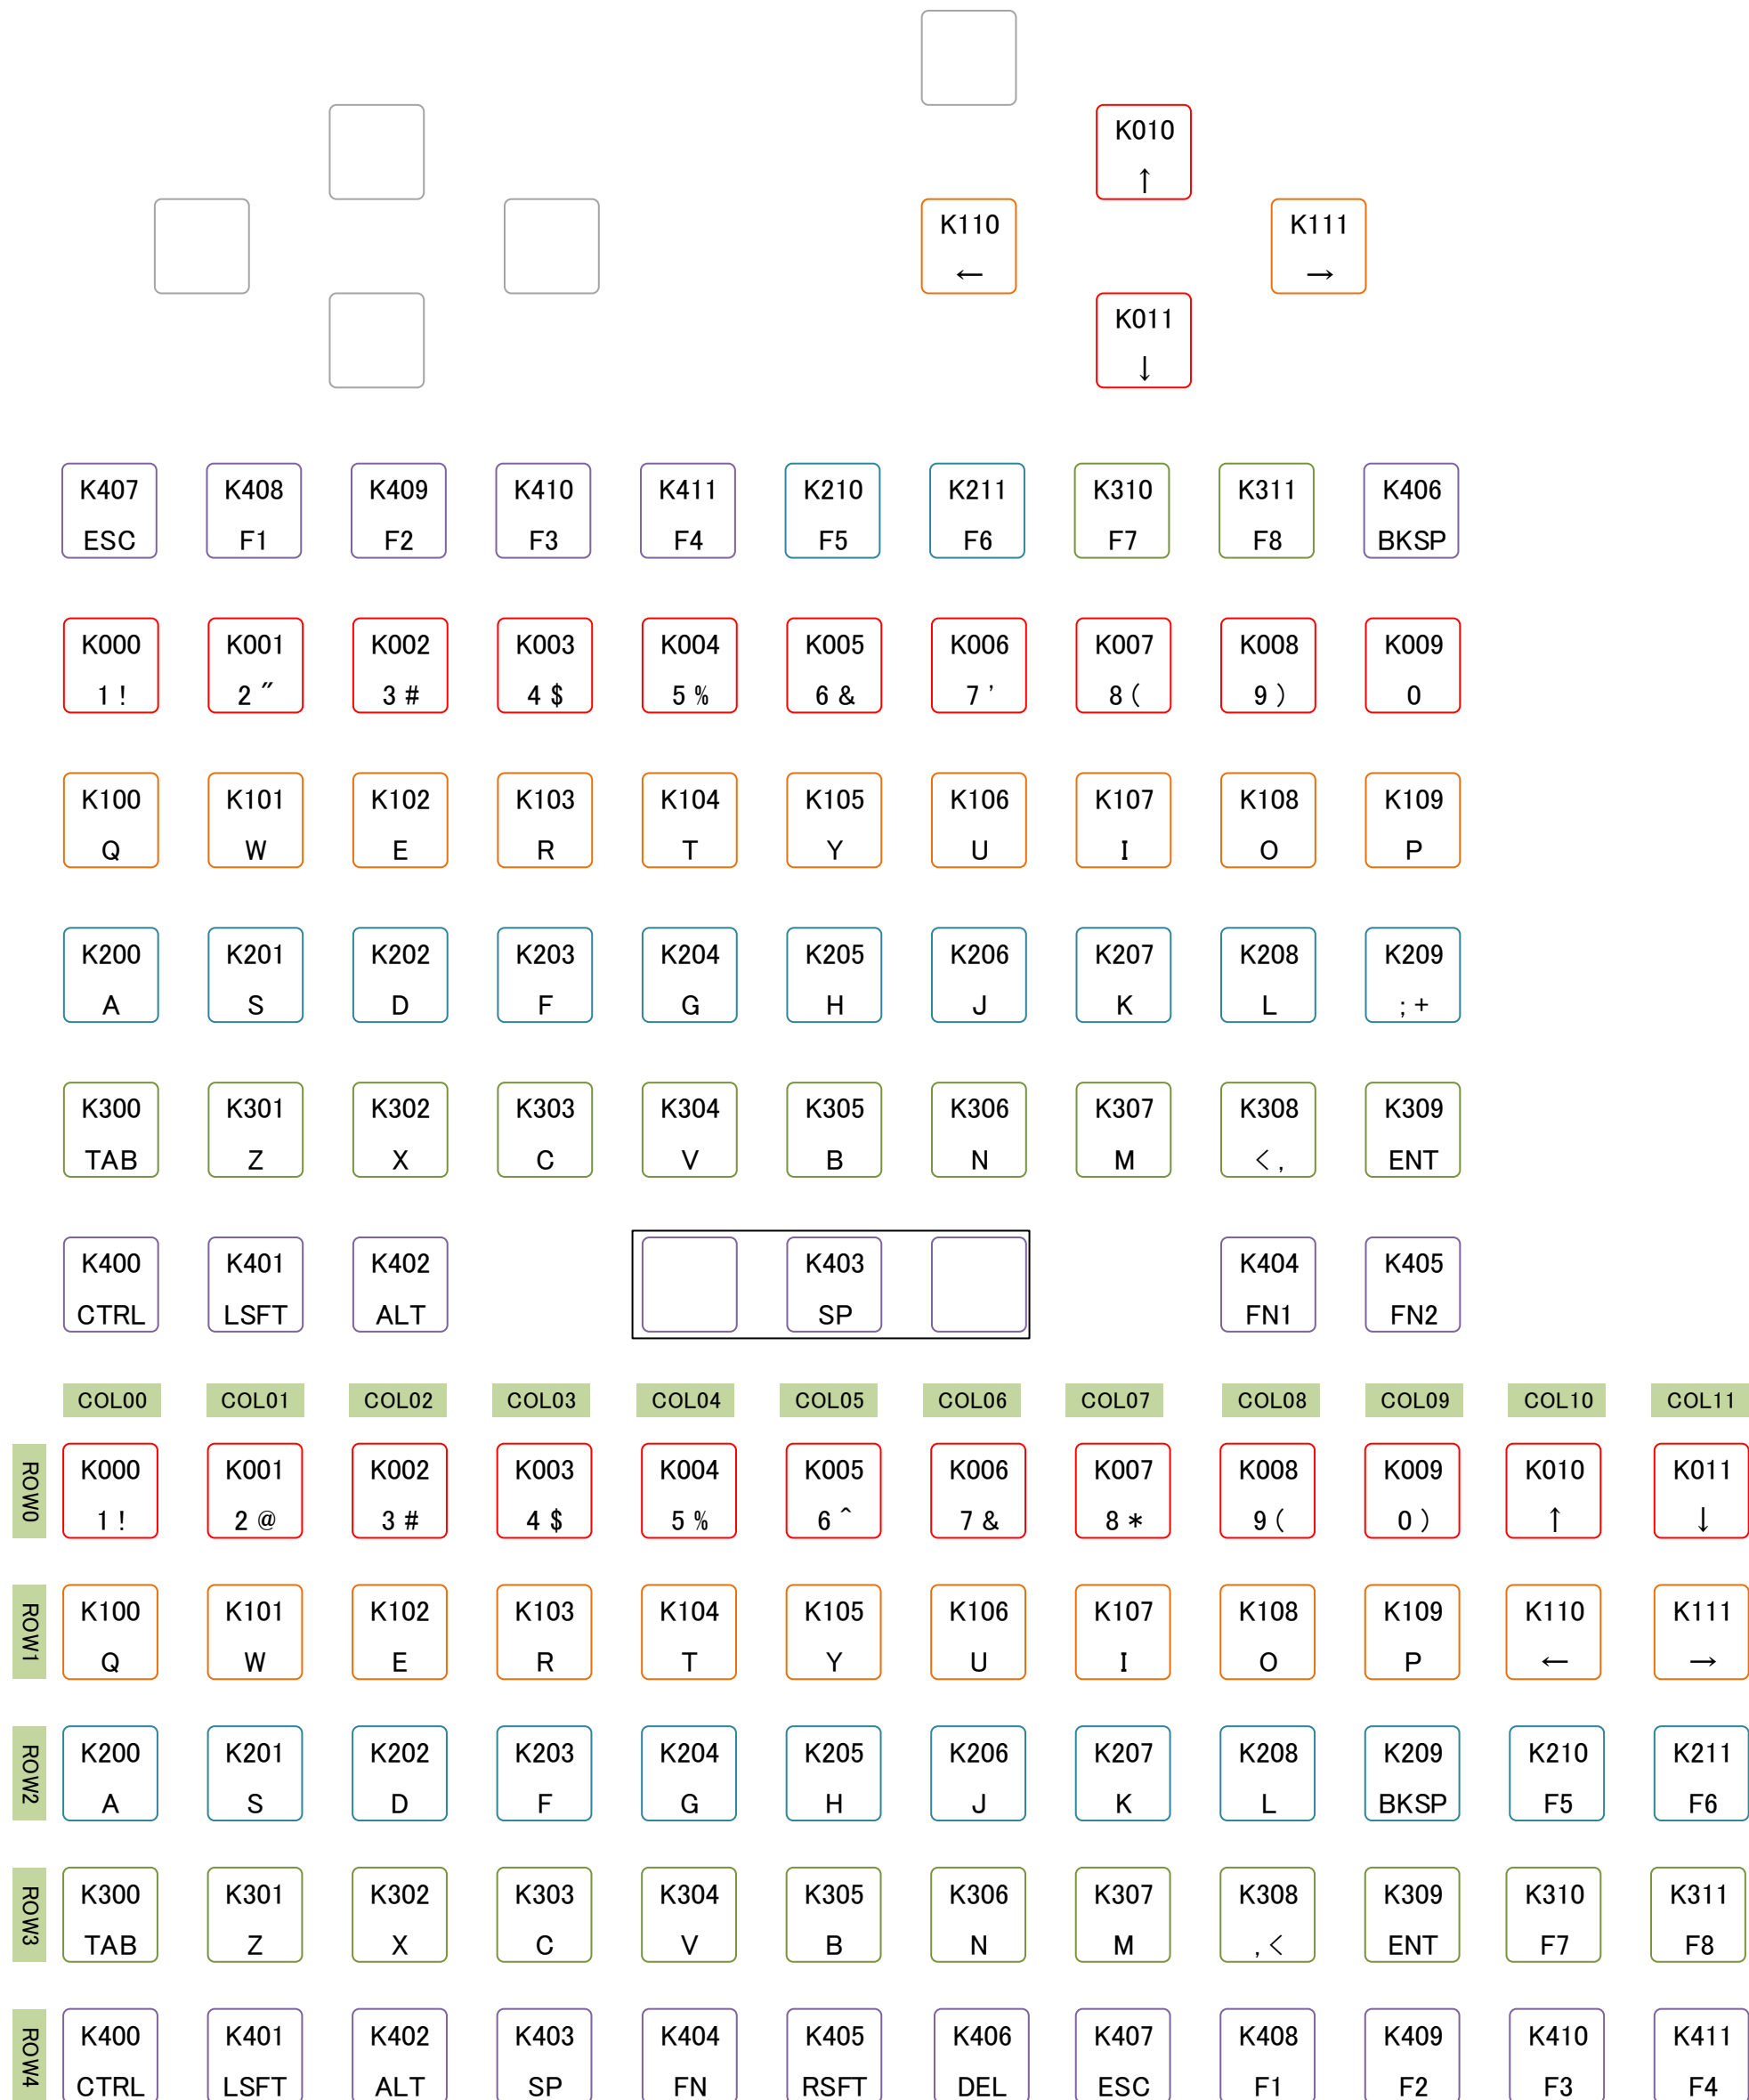 K010
↑
K110 K111
← →
K011
↓
K407 K408 K409 K410 K411 K210 K211 K310 K311 K406
ESC F1 F2 F3 F4 F5 F6 F7 F8 BKSP
K000 K001 K002 K003 K004 K005 K006 K007 K008 K009
1 ! 2 ″ 3 # 4 $ 5 % 6 & 7 ' 8 ( 9 ) 0
K100 K101 K102 K103 K104 K105 K106 K107 K108 K109
Q W E R T Y U I O P
K200 K201 K202 K203 K204 K205 K206 K207 K208 K209
A S D F G H J K L ; +
K300 K301 K302 K303 K304 K305 K306 K307 K308 K309
TAB Z X C V B N M < , ENT
K400 K401 K402 K403 K404 K405
CTRL LSFT ALT SP FN1 FN2
COL00 COL01 COL02 COL03 COL04 COL05 COL06 COL07 COL08 COL09 COL10 COL11
ROW0
K000 K001 K002 K003 K004 K005 K006 K007 K008 K009 K010 K011
1 ! 2 @ 3 # 4 $ 5 % 6 ^ 7 & 8 * 9 ( 0 ) ↑ ↓
ROW1
K100 K101 K102 K103 K104 K105 K106 K107 K108 K109 K110 K111
Q W E R T Y U I O P ← →
ROW2
K200 K201 K202 K203 K204 K205 K206 K207 K208 K209 K210 K211
A S D F G H J K L BKSP F5 F6
ROW3
K300 K301 K302 K303 K304 K305 K306 K307 K308 K309 K310 K311
TAB Z X C V B N M , < ENT F7 F8
ROW4
K400 K401 K402 K403 K404 K405 K406 K407 K408 K409 K410 K411
CTRL LSFT ALT SP FN RSFT DEL ESC F1 F2 F3 F4